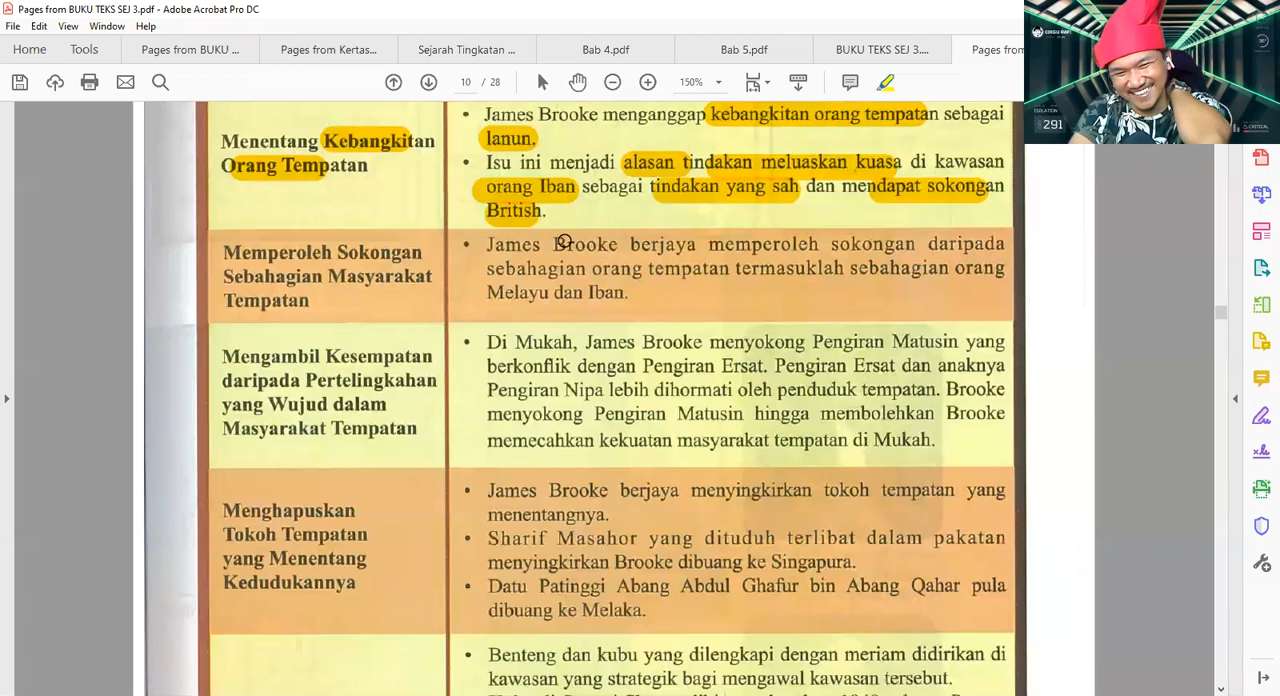 Pages from BUKU TEKS SEJ 3.pdf - Adobe Acrobat Pro DC
File Edit View Window Help
Home Tools Pages from BUKU ... Pages from Kertas... Sejarah Tingkatan ... Bab 4.pdf Bab 5.pdf BUKU TEKS SEJ 3.... Pages from
10 / 28 150%
CIKGU RAFI
291
CRITICAL
Menentang Kebangkitan
Orang Tempatan
• James Brooke menganggap kebangkitan orang tempatan sebagai
lanun.
• Isu ini menjadi alasan tindakan meluaskan kuasa di kawasan
orang Iban sebagai tindakan yang sah dan mendapat sokongan
British.
Memperoleh Sokongan
Sebahagian Masyarakat
Tempatan
• James Brooke berjaya memperoleh sokongan daripada
sebahagian orang tempatan termasuklah sebahagian orang
Melayu dan Iban.
Mengambil Kesempatan
daripada Pertelingkahan
yang Wujud dalam
Masyarakat Tempatan
• Di Mukah, James Brooke menyokong Pengiran Matusin yang
berkonflik dengan Pengiran Ersat. Pengiran Ersat dan anaknya
Pengiran Nipa lebih dihormati oleh penduduk tempatan. Brooke
menyokong Pengiran Matusin hingga membolehkan Brooke
memecahkan kekuatan masyarakat tempatan di Mukah.
Menghapuskan
Tokoh Tempatan
yang Menentang
Kedudukannya
• James Brooke berjaya menyingkirkan tokoh tempatan yang
menentangnya.
• Sharif Masahor yang dituduh terlibat dalam pakatan
menyingkirkan Brooke dibuang ke Singapura.
• Datu Patinggi Abang Abdul Ghafur bin Abang Qahar pula
dibuang ke Melaka.
• Benteng dan kubu yang dilengkapi dengan meriam didirikan di
kawasan yang strategik bagi mengawal kawasan tersebut.